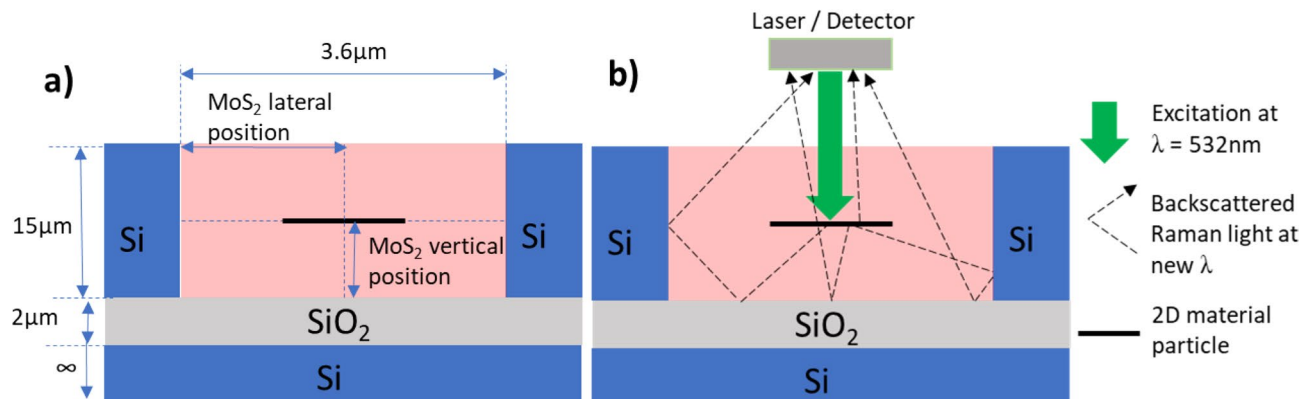 a)
3.6μm
MoS₂ lateral
position
15μm
Si
Si
MoS₂ vertical
position
2μm
SiO₂
∞
Si
b)
Laser / Detector
Si
SiO₂
Si
Excitation at
λ = 532nm
Backscattered
Raman light at
new λ
2D material
particle